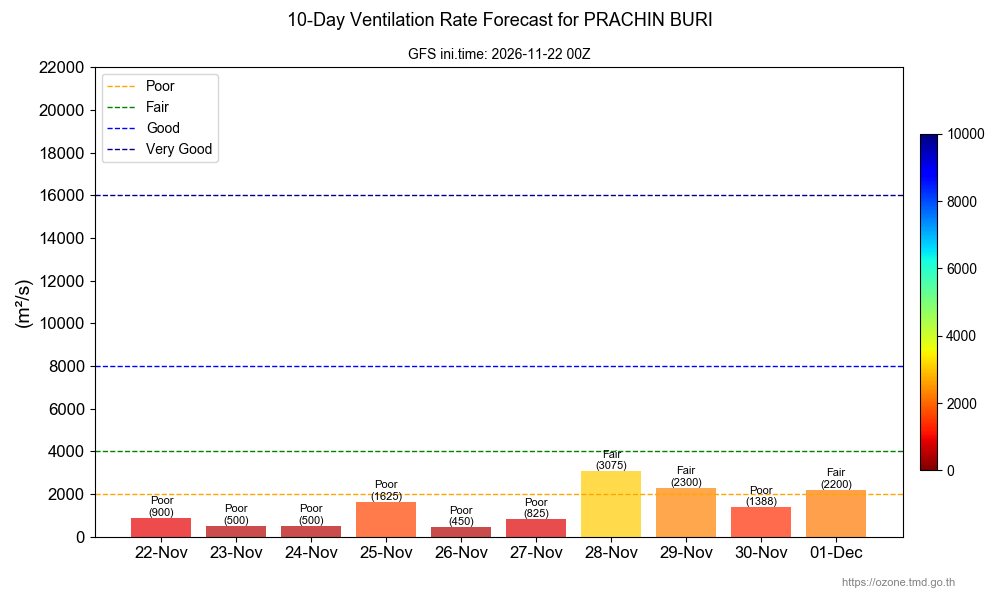 10-Day Ventilation Rate Forecast for PRACHIN BURI
GFS ini.time: 2026-11-22 00Z
(m²/s)
22000
20000
18000
16000
14000
12000
10000
8000
6000
4000
2000
0
Poor
Fair
Good
Very Good
Poor
(900)
Poor
(500)
Poor
(500)
Poor
(1625)
Poor
(450)
Poor
(825)
Fair
(3075)
Fair
(2300)
Poor
(1388)
Fair
(2200)
22-Nov
23-Nov
24-Nov
25-Nov
26-Nov
27-Nov
28-Nov
29-Nov
30-Nov
01-Dec
10000
8000
6000
4000
2000
0
https://ozone.tmd.go.th